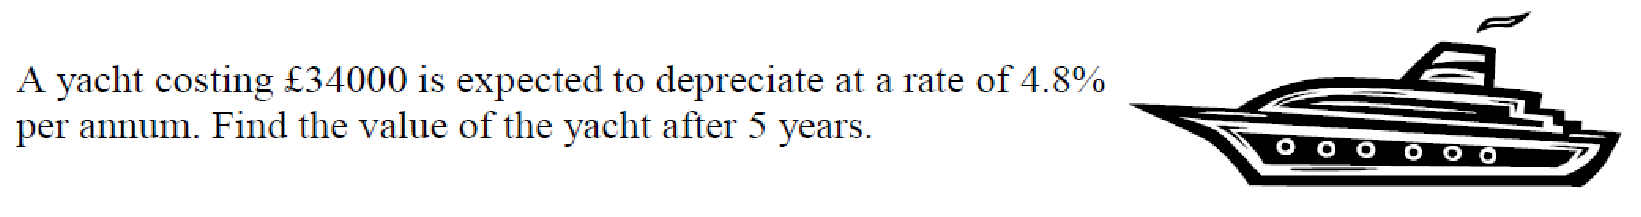 A yacht costing £34000 is expected to depreciate at a rate of 4.8%
per annum. Find the value of the yacht after 5 years.